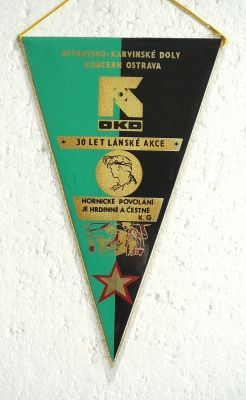 OSTRAVSKO-KARVINSKÉ DOLY
KONCERN OSTRAVA
OKD
30 LET LÁNSKÉ AKCE
HORNICKÉ POVOLÁNÍ
JE HRDINNÉ A ČESTNÉ
K.G.